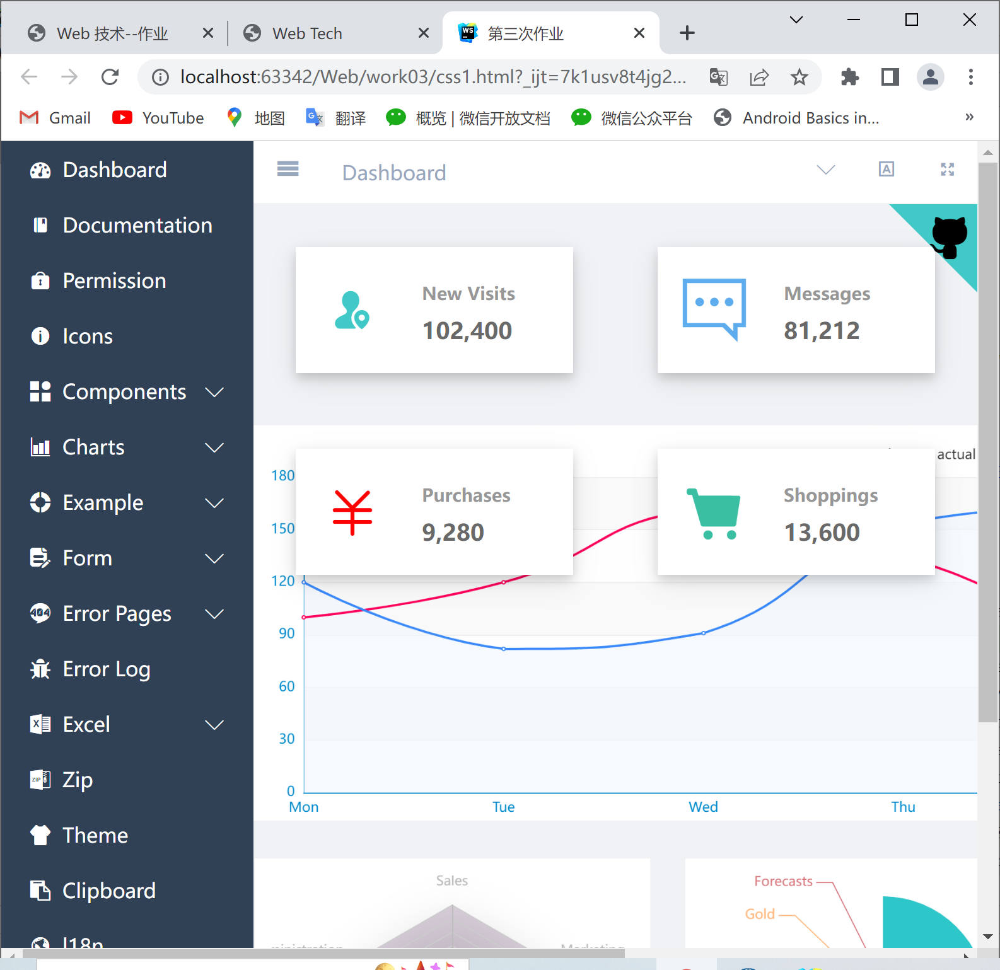 Web 技术--作业
Web Tech
第三次作业
localhost:63342/Web/work03/css1.html?_ijt=7k1usv8t4jg2...
Gmail
YouTube
地图
翻译
概览 | 微信开放文档
微信公众平台
Android Basics in...
»
Dashboard
Documentation
Permission
Icons
Components
Charts
Example
Form
Error Pages
Error Log
Excel
Zip
Theme
Clipboard
I18n
Dashboard
New Visits
102,400
Messages
81,212
Purchases
9,280
Shoppings
13,600
actual
180
150
120
90
60
30
0
Mon
Tue
Wed
Thu
Sales
Marketing
Forecasts
Gold